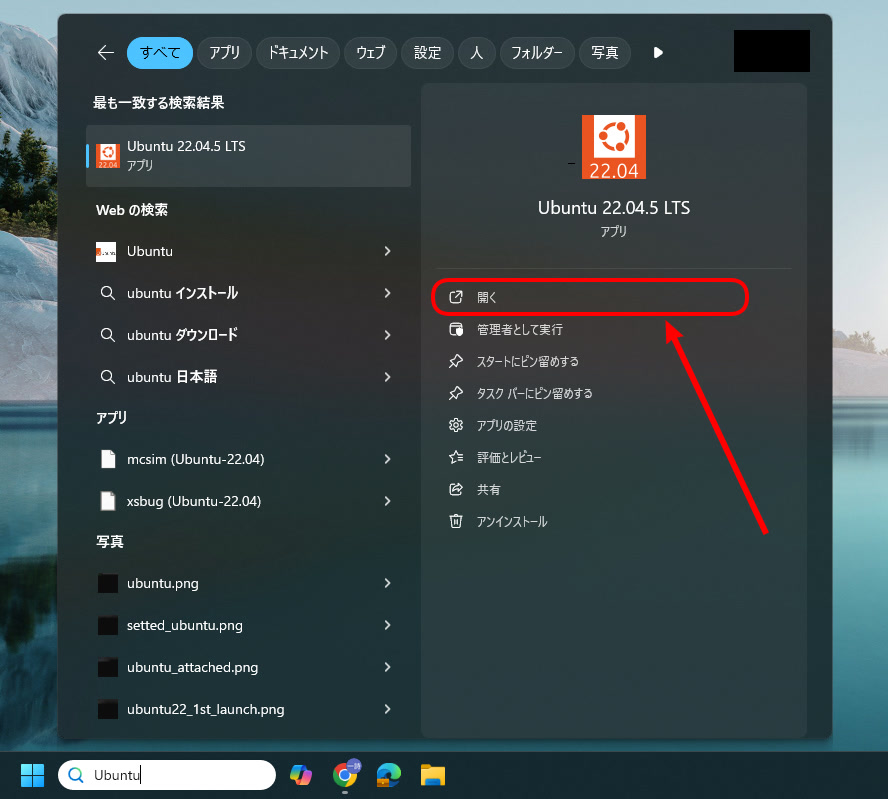 すべて
アプリ
ドキュメント
ウェブ
設定
人
フォルダー
写真
最も一致する検索結果
22.04
Ubuntu 22.04.5 LTS
アプリ
Web の検索
Ubuntu
ubuntu インストール
ubuntu ダウンロード
ubuntu 日本語
アプリ
mcsim (Ubuntu-22.04)
xsbug (Ubuntu-22.04)
写真
ubuntu.png
setted_ubuntu.png
ubuntu_attached.png
ubuntu22_1st_launch.png
22.04
Ubuntu 22.04.5 LTS
アプリ
開く
管理者として実行
スタートにピン留めする
タスク バーにピン留めする
アプリの設定
評価とレビュー
共有
アンインストール
Ubuntu